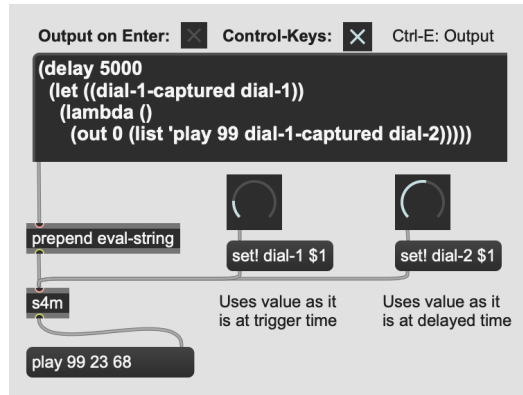 Output on Enter: Control-Keys: Ctrl-E: Output
(delay 5000
(let ((dial-1-captured dial-1))
(lambda ()
(out 0 (list 'play 99 dial-1-captured dial-2)))))
prepend eval-string
set! dial-1 $1
set! dial-2 $1
s4m
Uses value as it
is at trigger time
Uses value as it
is at delayed time
play 99 23 68